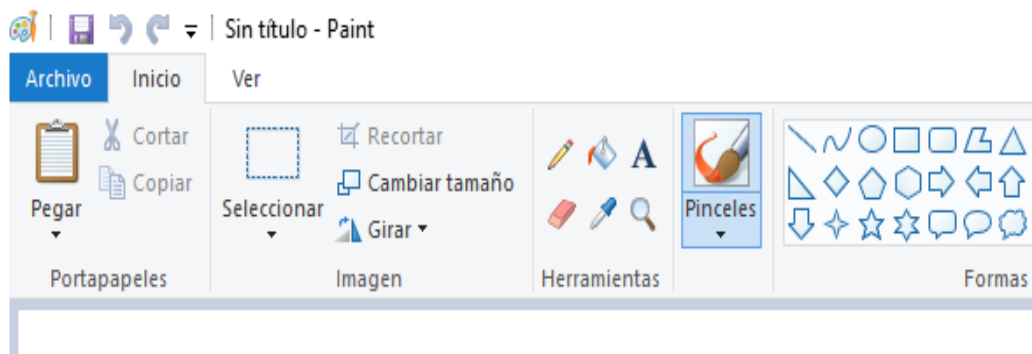 Sin título - Paint
Archivo Inicio Ver
Pegar
Cortar
Copiar
Portapapeles
Seleccionar
Recortar
Cambiar tamaño
Girar
Imagen
A
Herramientas
Pinceles
Formas